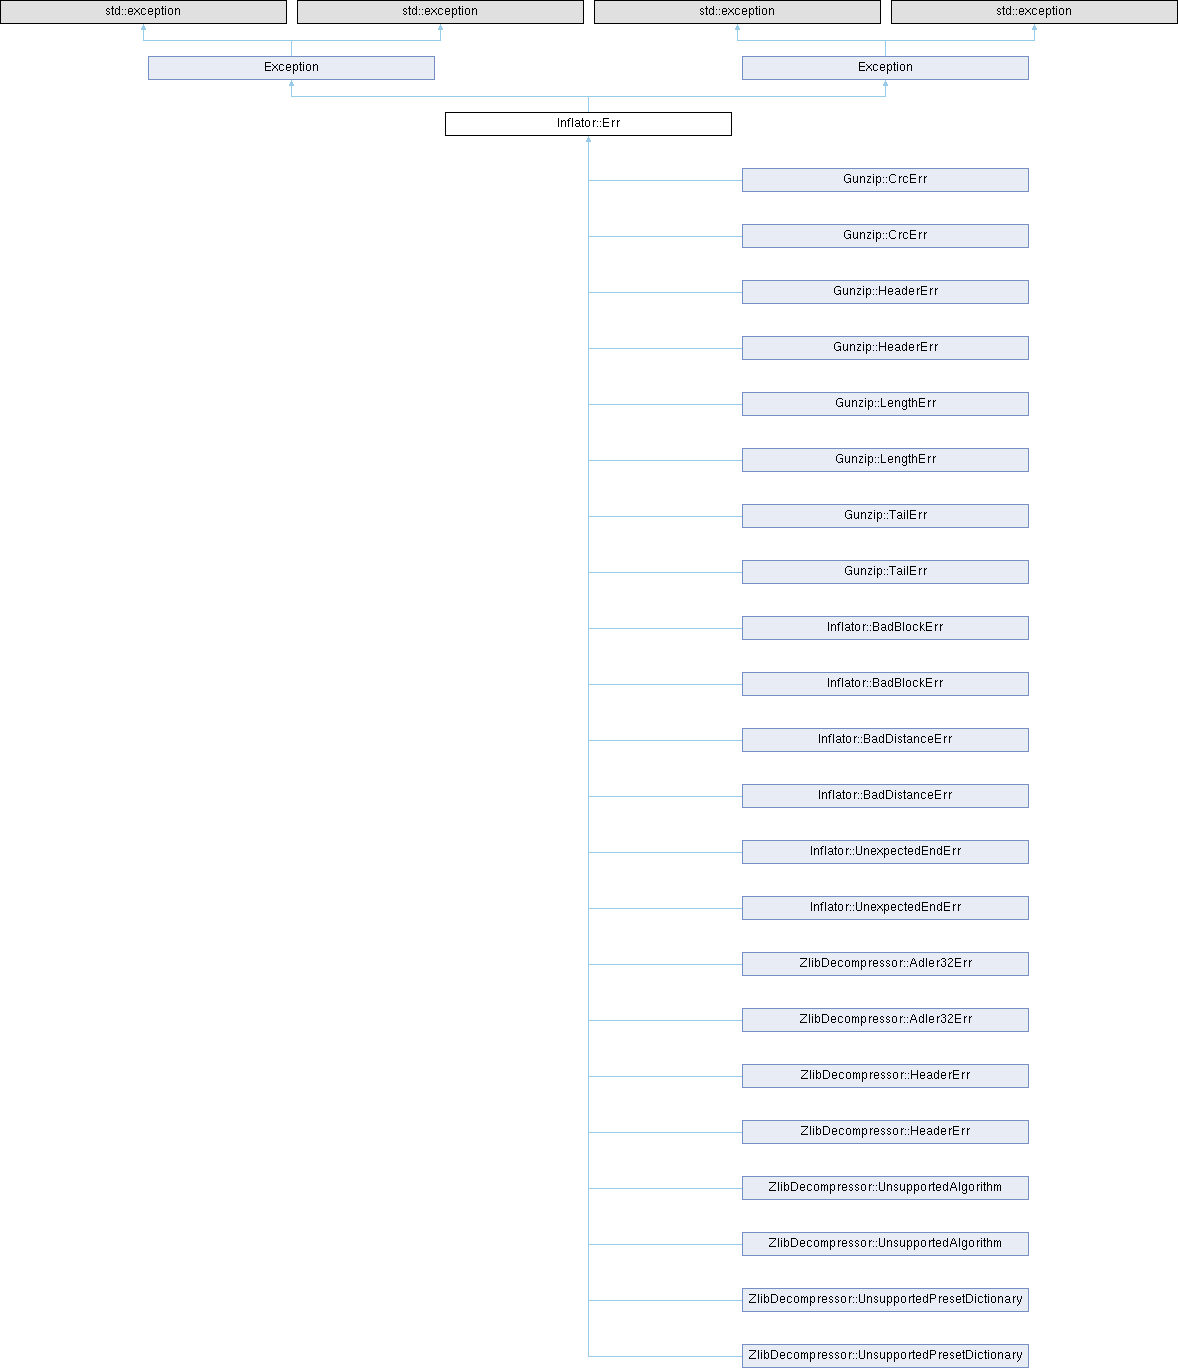 std::exception
std::exception
std::exception
std::exception
Exception
Exception
Inflator::Err
Gunzip::CrcErr
Gunzip::CrcErr
Gunzip::HeaderErr
Gunzip::HeaderErr
Gunzip::LengthErr
Gunzip::LengthErr
Gunzip::TailErr
Gunzip::TailErr
Inflator::BadBlockErr
Inflator::BadBlockErr
Inflator::BadDistanceErr
Inflator::BadDistanceErr
Inflator::UnexpectedEndErr
Inflator::UnexpectedEndErr
ZlibDecompressor::Adler32Err
ZlibDecompressor::Adler32Err
ZlibDecompressor::HeaderErr
ZlibDecompressor::HeaderErr
ZlibDecompressor::UnsupportedAlgorithm
ZlibDecompressor::UnsupportedAlgorithm
ZlibDecompressor::UnsupportedPresetDictionary
ZlibDecompressor::UnsupportedPresetDictionary